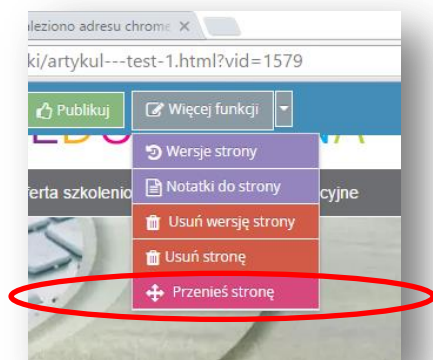 leziono adresu chrome
ki/artykul---test-1.html?vid=1579
Publikuj Więcej funkcji
Wersje strony
ferta szkolenio Notatki do strony cyjne
Usuń wersję strony
Usuń stronę
Przenieś stronę